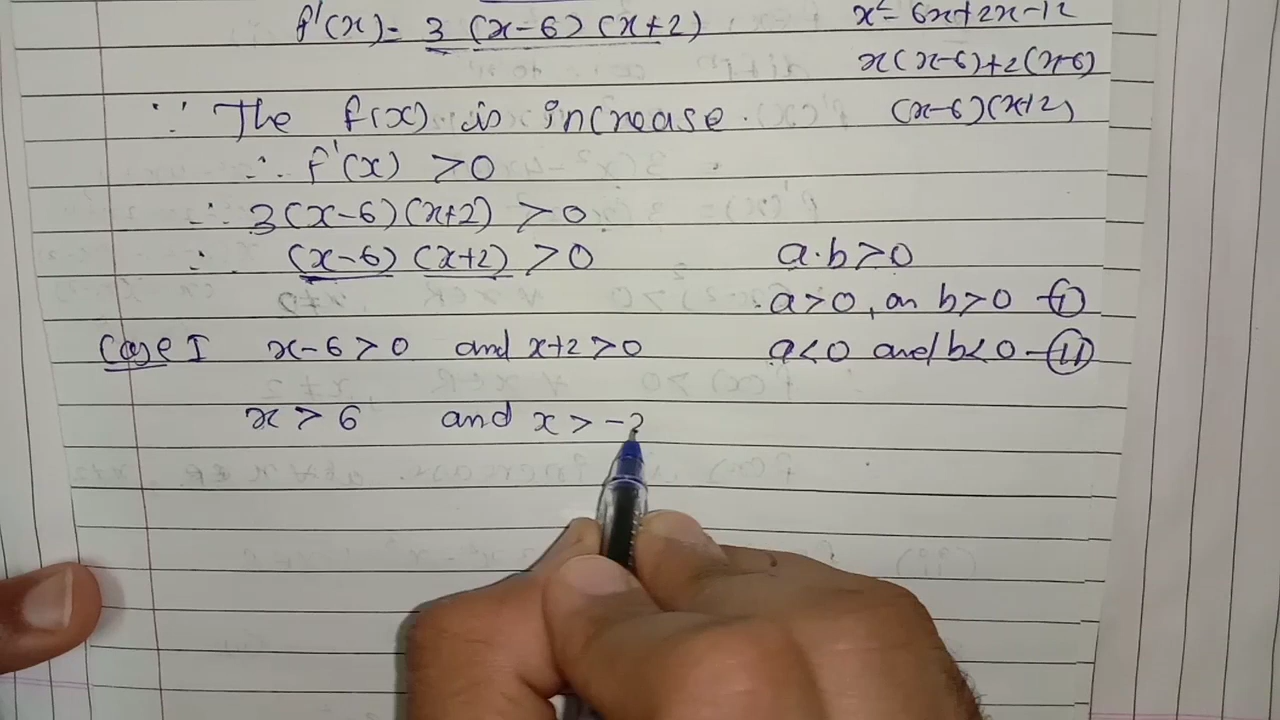 f'(x) = 3 (x-6) (x+2)
x²-6x+2x-12
x(x-6)+2(x-6)
(x-6)(x+2)
∵ The f(x) is increase.
∴ f'(x) >0
∴ 3(x-6)(x+2) >0
∴ (x-6) (x+2) >0
a.b>0
a>0, an b>0 -(I)
Case I x-6>0 and x+2>0
a<0 and b<0 -(II)
x > 6 and x > -2